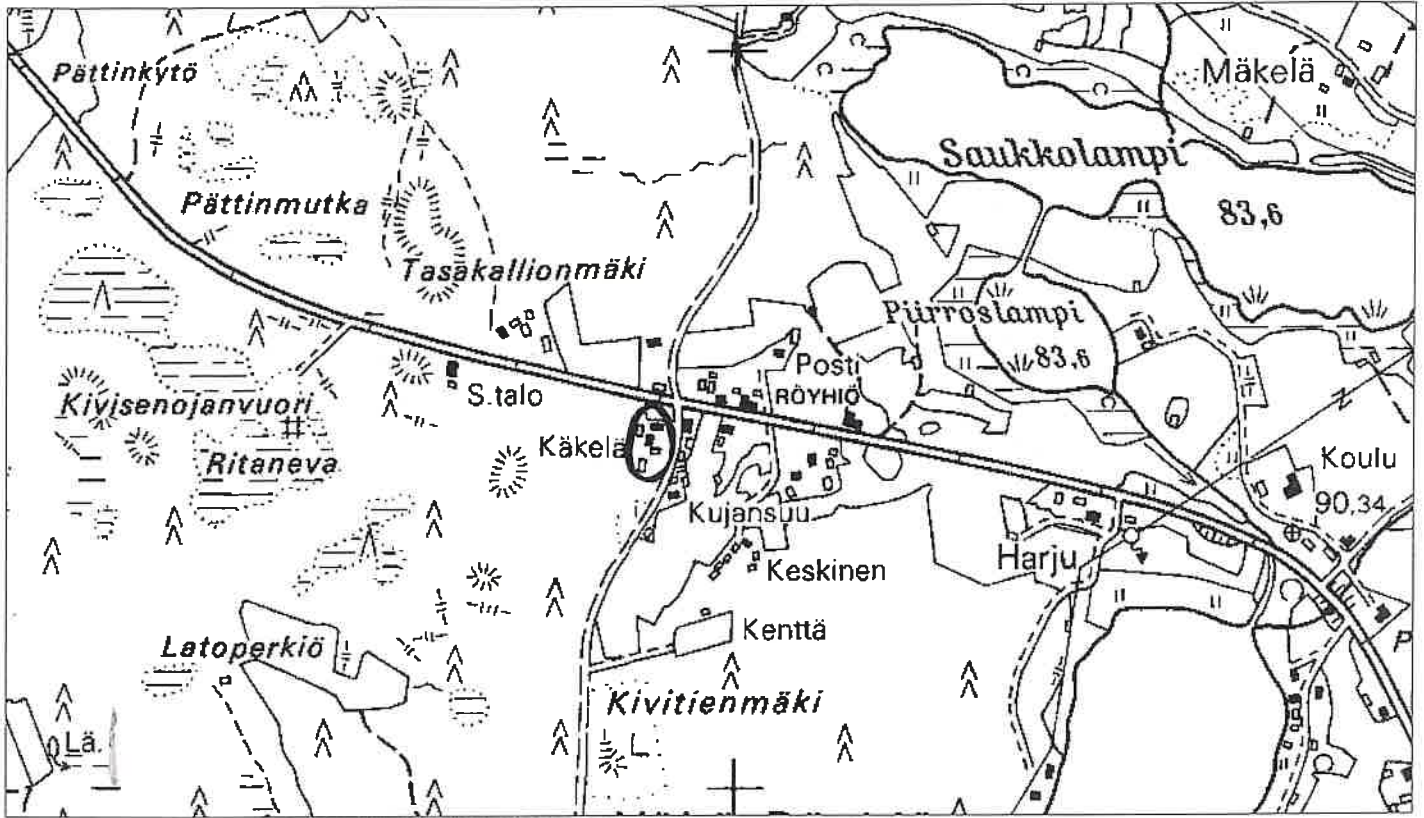 Pättinkytö
Mäkelä
Saukkolampi
83,6
Pättinmutka
Tasakallionmäki
Piirroslampi
83,6
Posti
RÖYHIÖ
S.talo
Kivisenojanvuori
Ritaneva
Käkelä
Koulu
90,34
Kujansuu
Keskinen
Harju
Kenttä
Latoperkiö
Kivitienmäki
Lä.
L
P